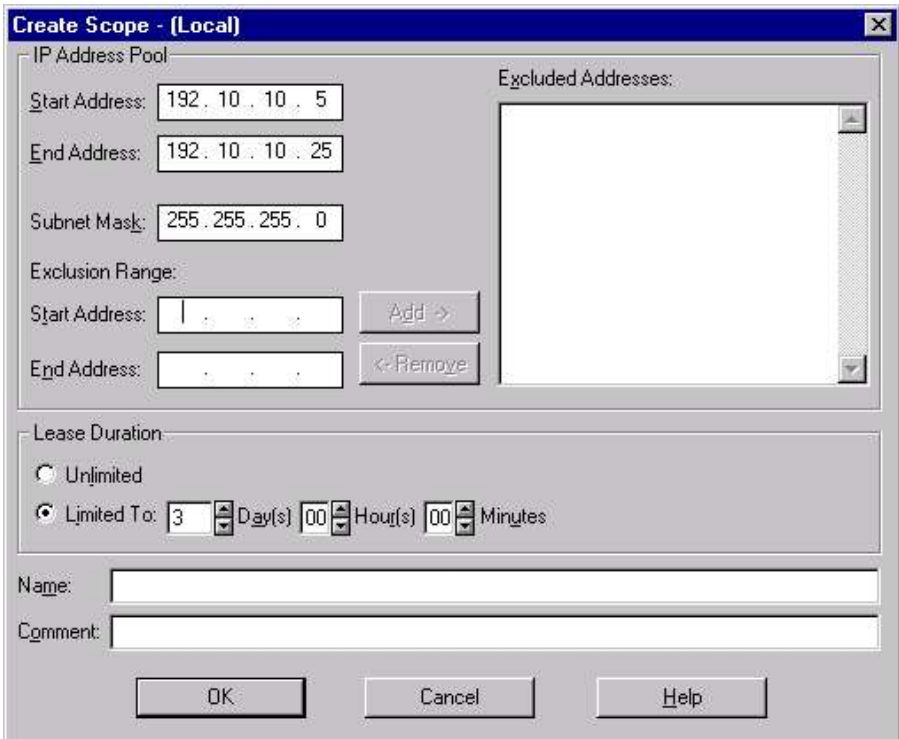 Create Scope - (Local)
IP Address Pool
Start Address: 192 . 10 . 10 . 5
End Address: 192 . 10 . 10 . 25
Subnet Mask: 255 . 255 . 255 . 0
Exclusion Range:
Start Address: . . .
Add ->
End Address: . . .
<- Remove
Excluded Addresses:
Lease Duration
Unlimited
Limited To: 3 Day(s) 00 Hour(s) 00 Minutes
Name:
Comment:
OK Cancel Help